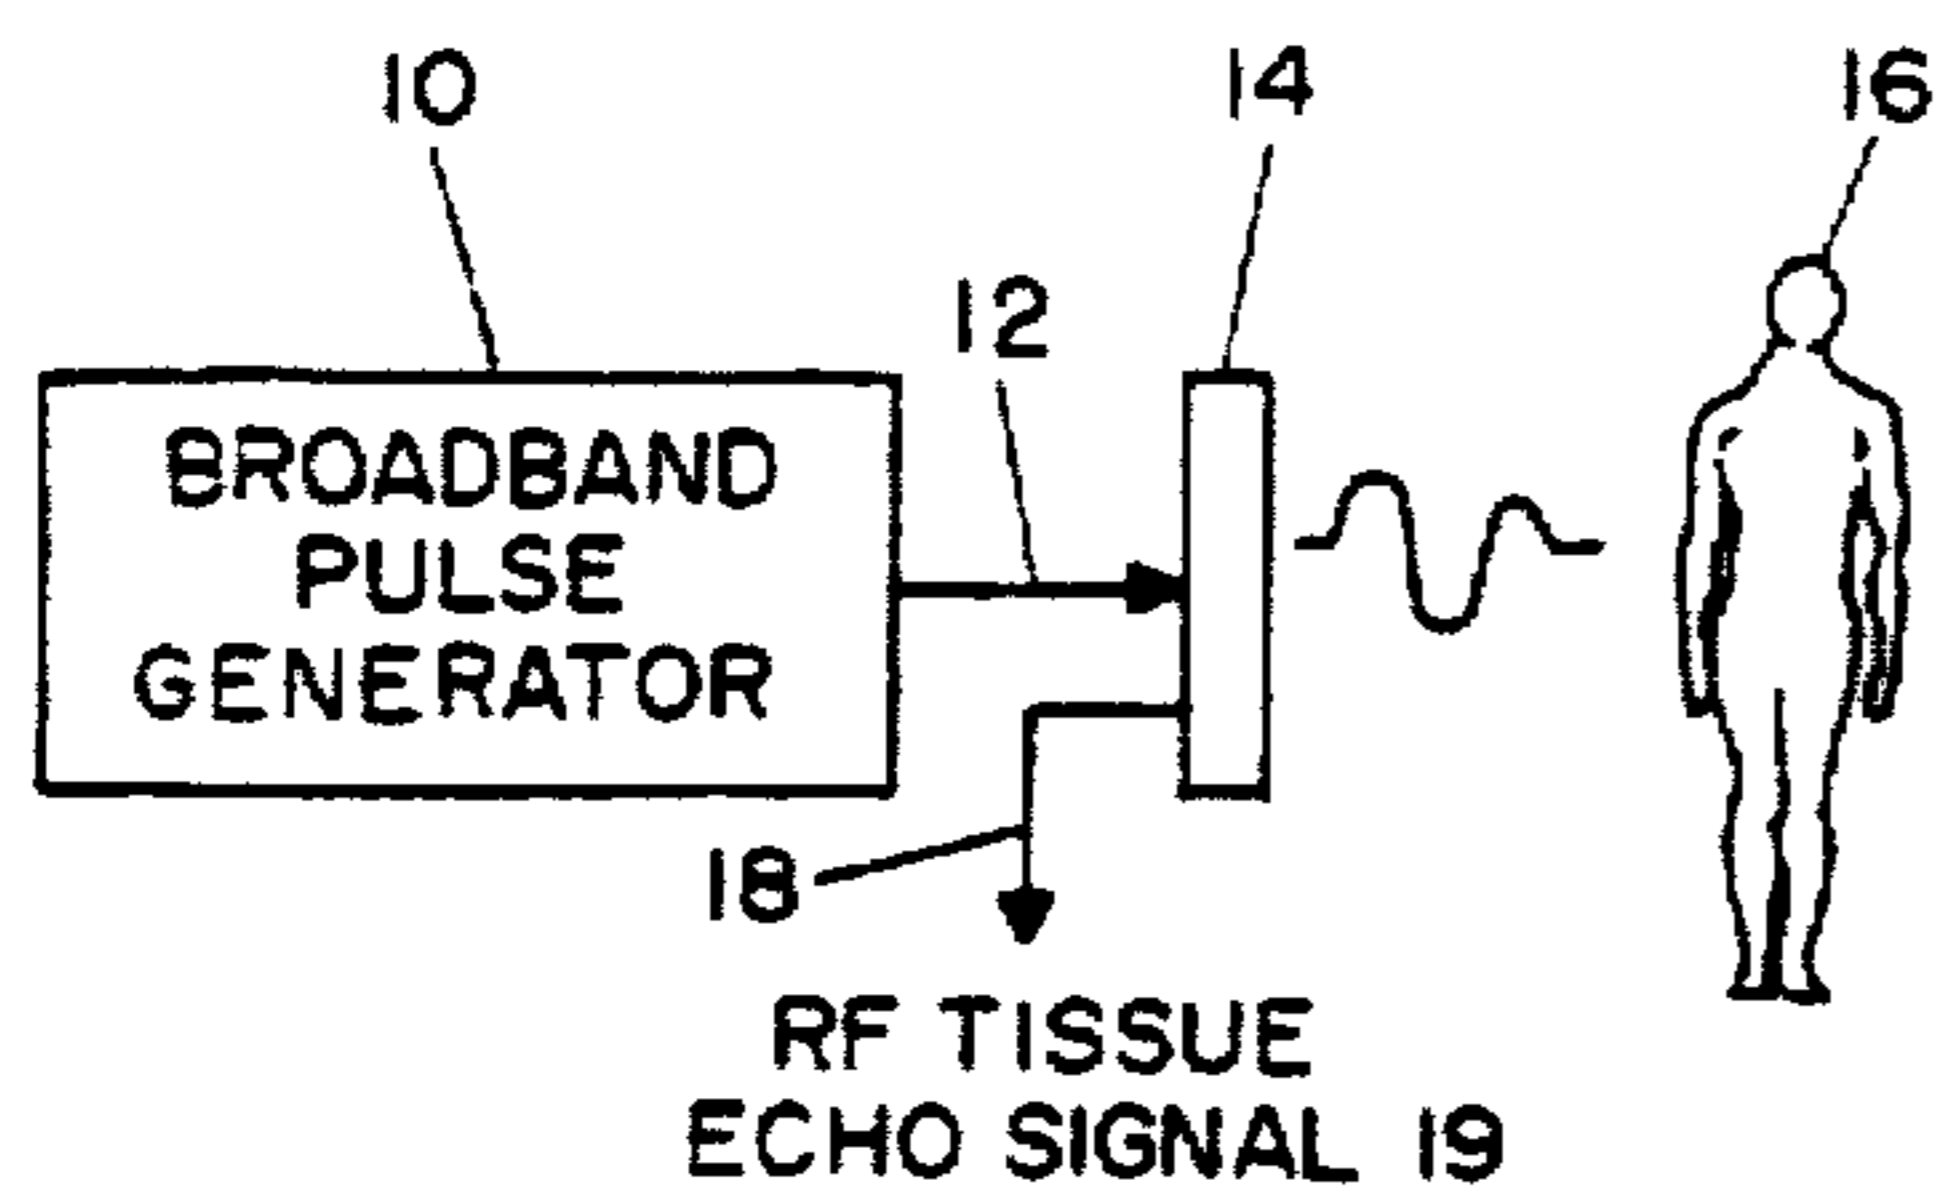 10
14
16
12
BROADBAND
PULSE
GENERATOR
18
RF TISSUE
ECHO SIGNAL 19